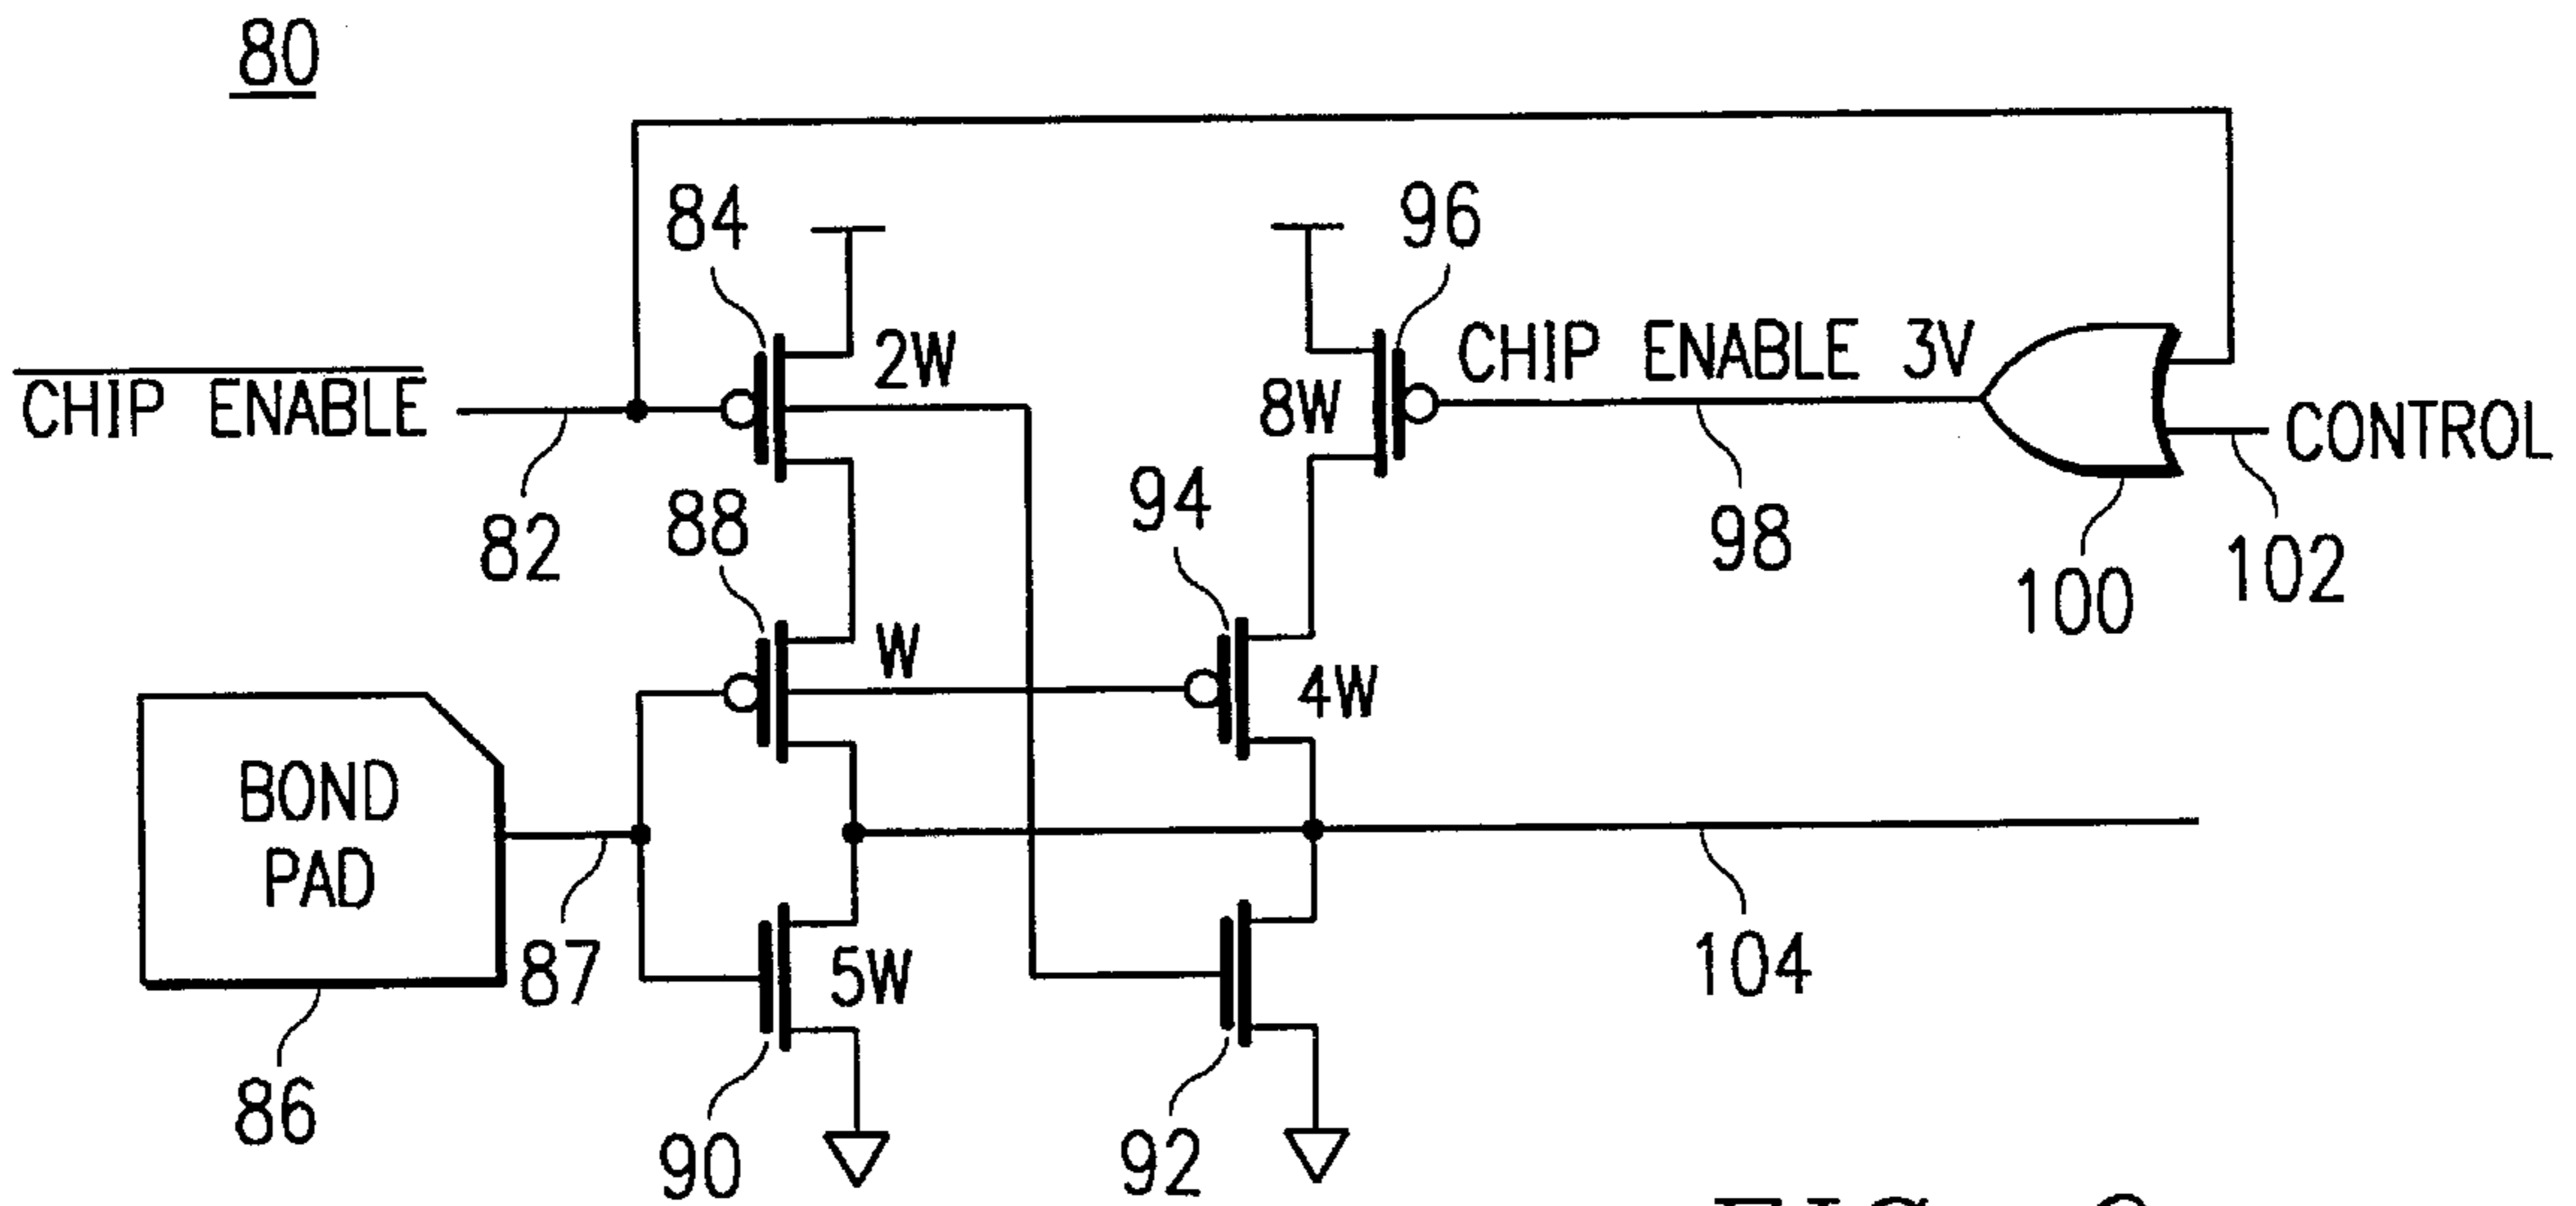 80
84
96
2W
CHIP ENABLE 3V
CHIP ENABLE
8W
CONTROL
94
88
82
98
100
102
W
4W
BOND
PAD
87
5W
104
86
90
92